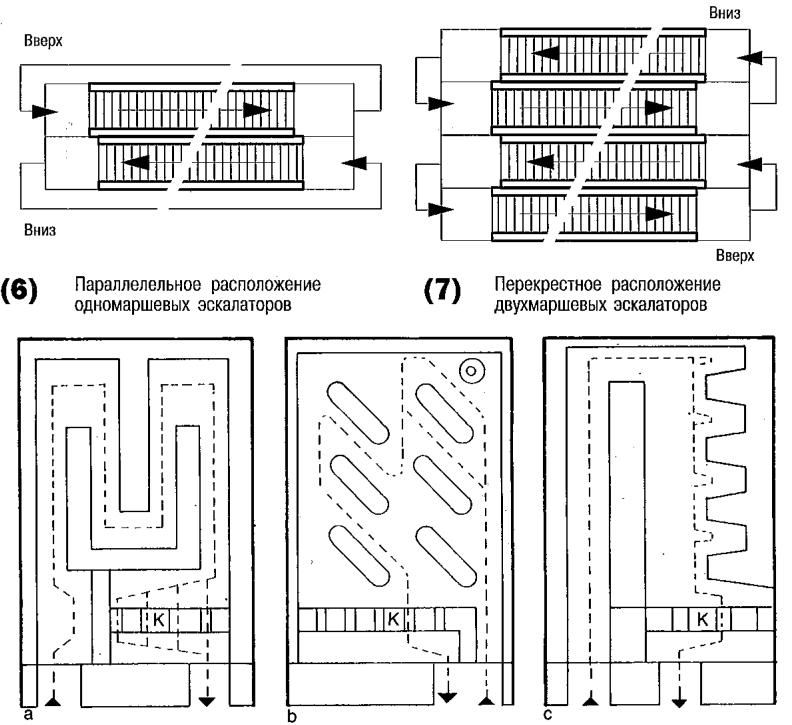 Вверх
Вниз
(6) Параллелельное расположение
одномаршевых эскалаторов
Вниз
Вверх
(7) Перекрестное расположение
двухмаршевых эскалаторов
K
a
K
b
K
c